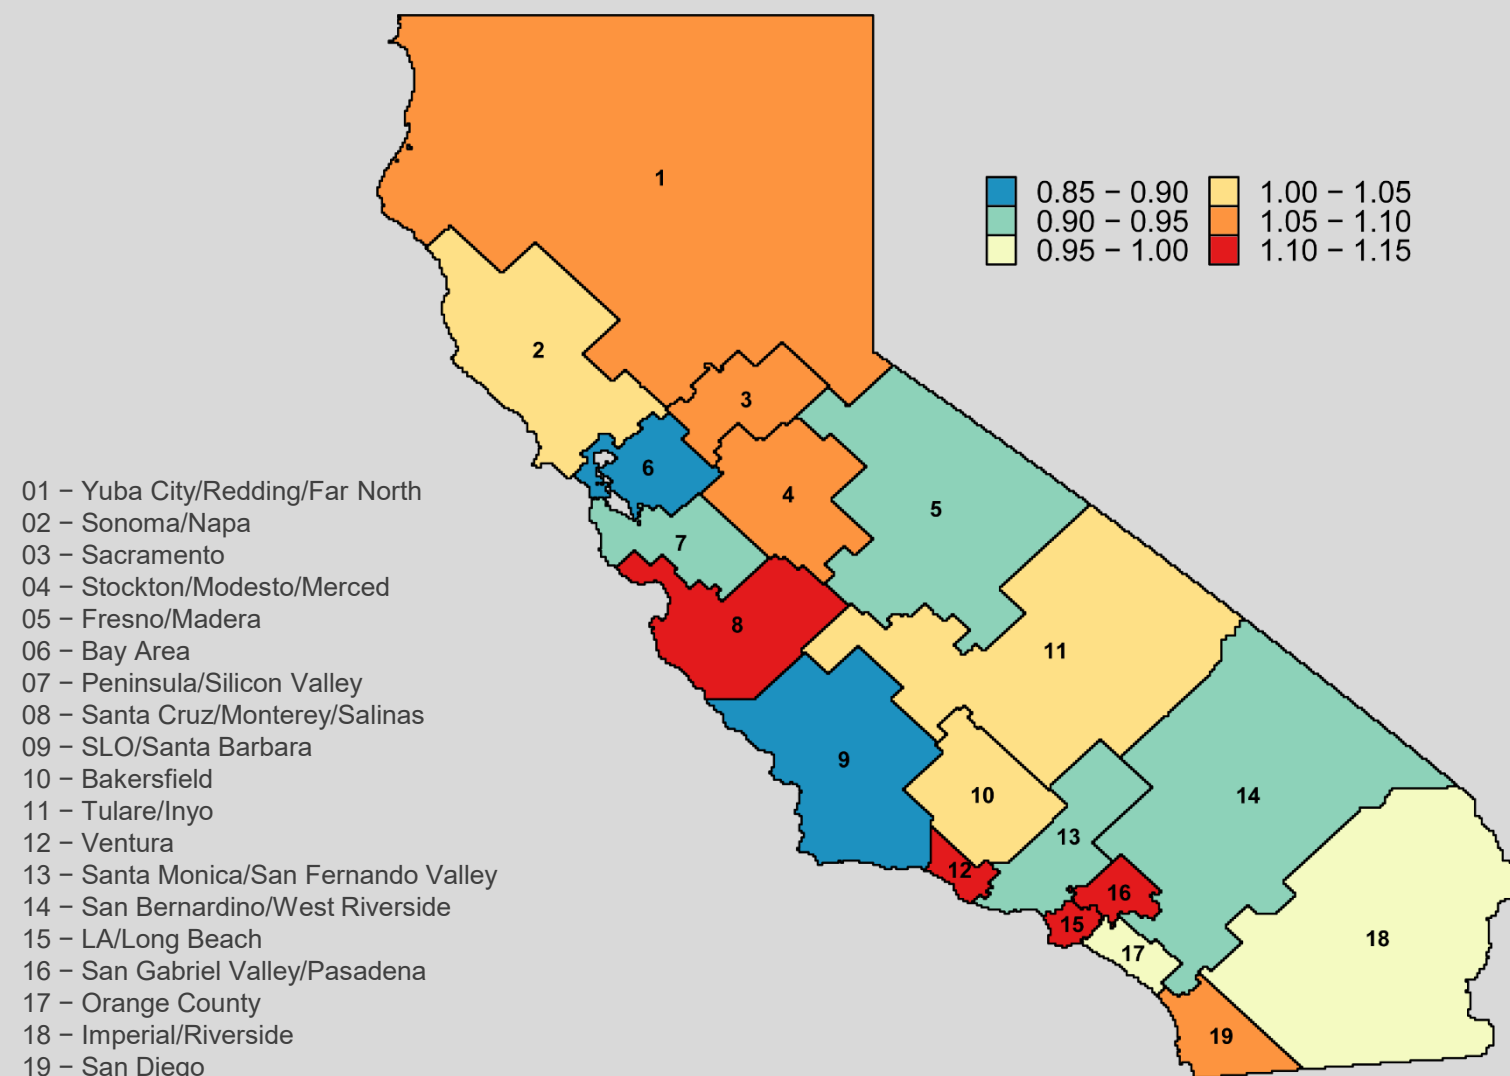 1
0.85 − 0.90
1.00 − 1.05
0.90 − 0.95
1.05 − 1.10
0.95 − 1.00
1.10 − 1.15
2
3
6
4
5
7
8
11
9
10
14
13
12
16
15
17
18
19
01 − Yuba City/Redding/Far North
02 − Sonoma/Napa
03 − Sacramento
04 − Stockton/Modesto/Merced
05 − Fresno/Madera
06 − Bay Area
07 − Peninsula/Silicon Valley
08 − Santa Cruz/Monterey/Salinas
09 − SLO/Santa Barbara
10 − Bakersfield
11 − Tulare/Inyo
12 − Ventura
13 − Santa Monica/San Fernando Valley
14 − San Bernardino/West Riverside
15 − LA/Long Beach
16 − San Gabriel Valley/Pasadena
17 − Orange County
18 − Imperial/Riverside
19 − San Diego